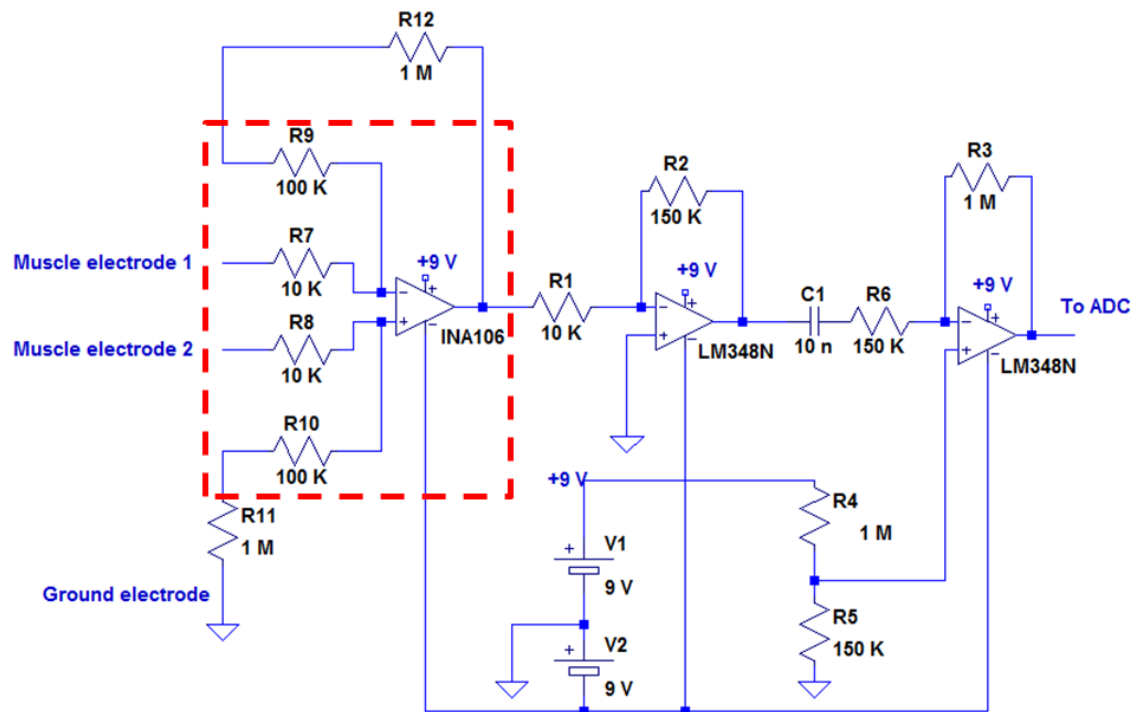 R12
1 M
R9
100 K
R2
150 K
R3
1 M
Muscle electrode 1
R7
10 K
+9 V
+
−
+
−
INA106
R1
10 K
+9 V
+
−
+
−
LM348N
C1
10 n
R6
150 K
+9 V
+
−
+
−
LM348N
To ADC
Muscle electrode 2
R8
10 K
R10
100 K
R11
1 M
Ground electrode
+9 V
+
V1
9 V
+
V2
9 V
R4
1 M
R5
150 K